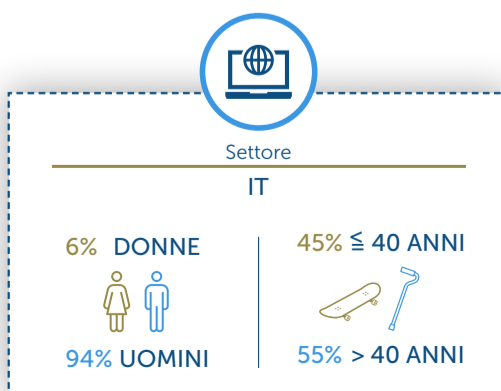 Settore
IT
6% DONNE
94% UOMINI
45% ≦ 40 ANNI
55% > 40 ANNI